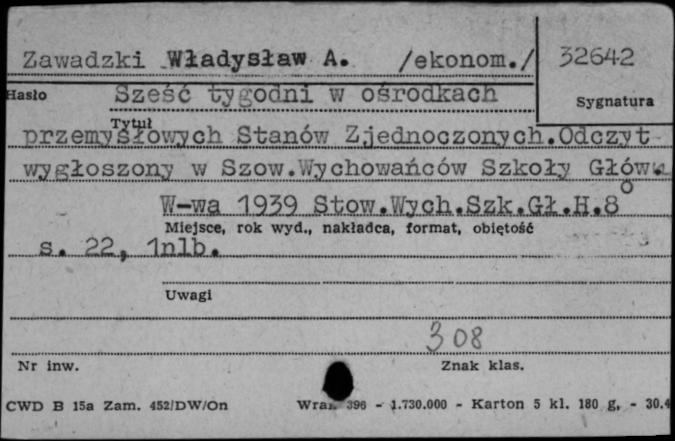 Zawadzki Władysław A. /ekonom./ 32642
Hasło Sześć tygodni w ośrodkach Sygnatura
Tytuł
przemysłowych Stanów Zjednoczonych.Odczyt
wygłoszony w Szow.Wychowańców Szkoły Głów.
W-wa 1939 Stow.Wych.Szk.Gł.H.8°
Miejsce, rok wyd., nakładca, format, objętość
s. 22, 1nlb.
Uwagi
308
Nr inw. Znak klas.
CWD B 15a Zam. 452/DW/On 396 - 1.730.000 - Karton 5 kl. 180 g. - 30.4